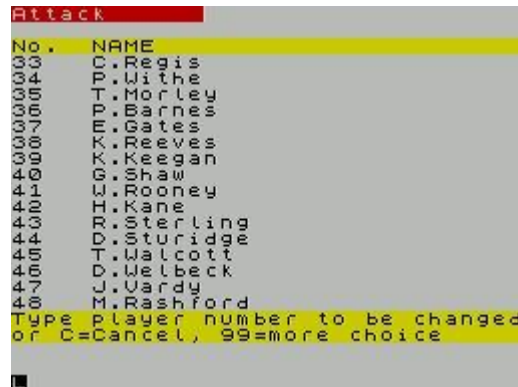 Attack
No. NAME
33 C.Regis
34 P.Withe
35 T.Morley
36 P.Barnes
37 E.Gates
38 K.Reeves
39 K.Keegan
40 G.Shaw
41 W.Rooney
42 H.Kane
43 R.Sterling
44 D.Sturidge
45 T.Walcott
46 D.Welbeck
47 J.Vardy
48 M.Rashford
Type player number to be changed
or C=Cancel, 99=more choice
L